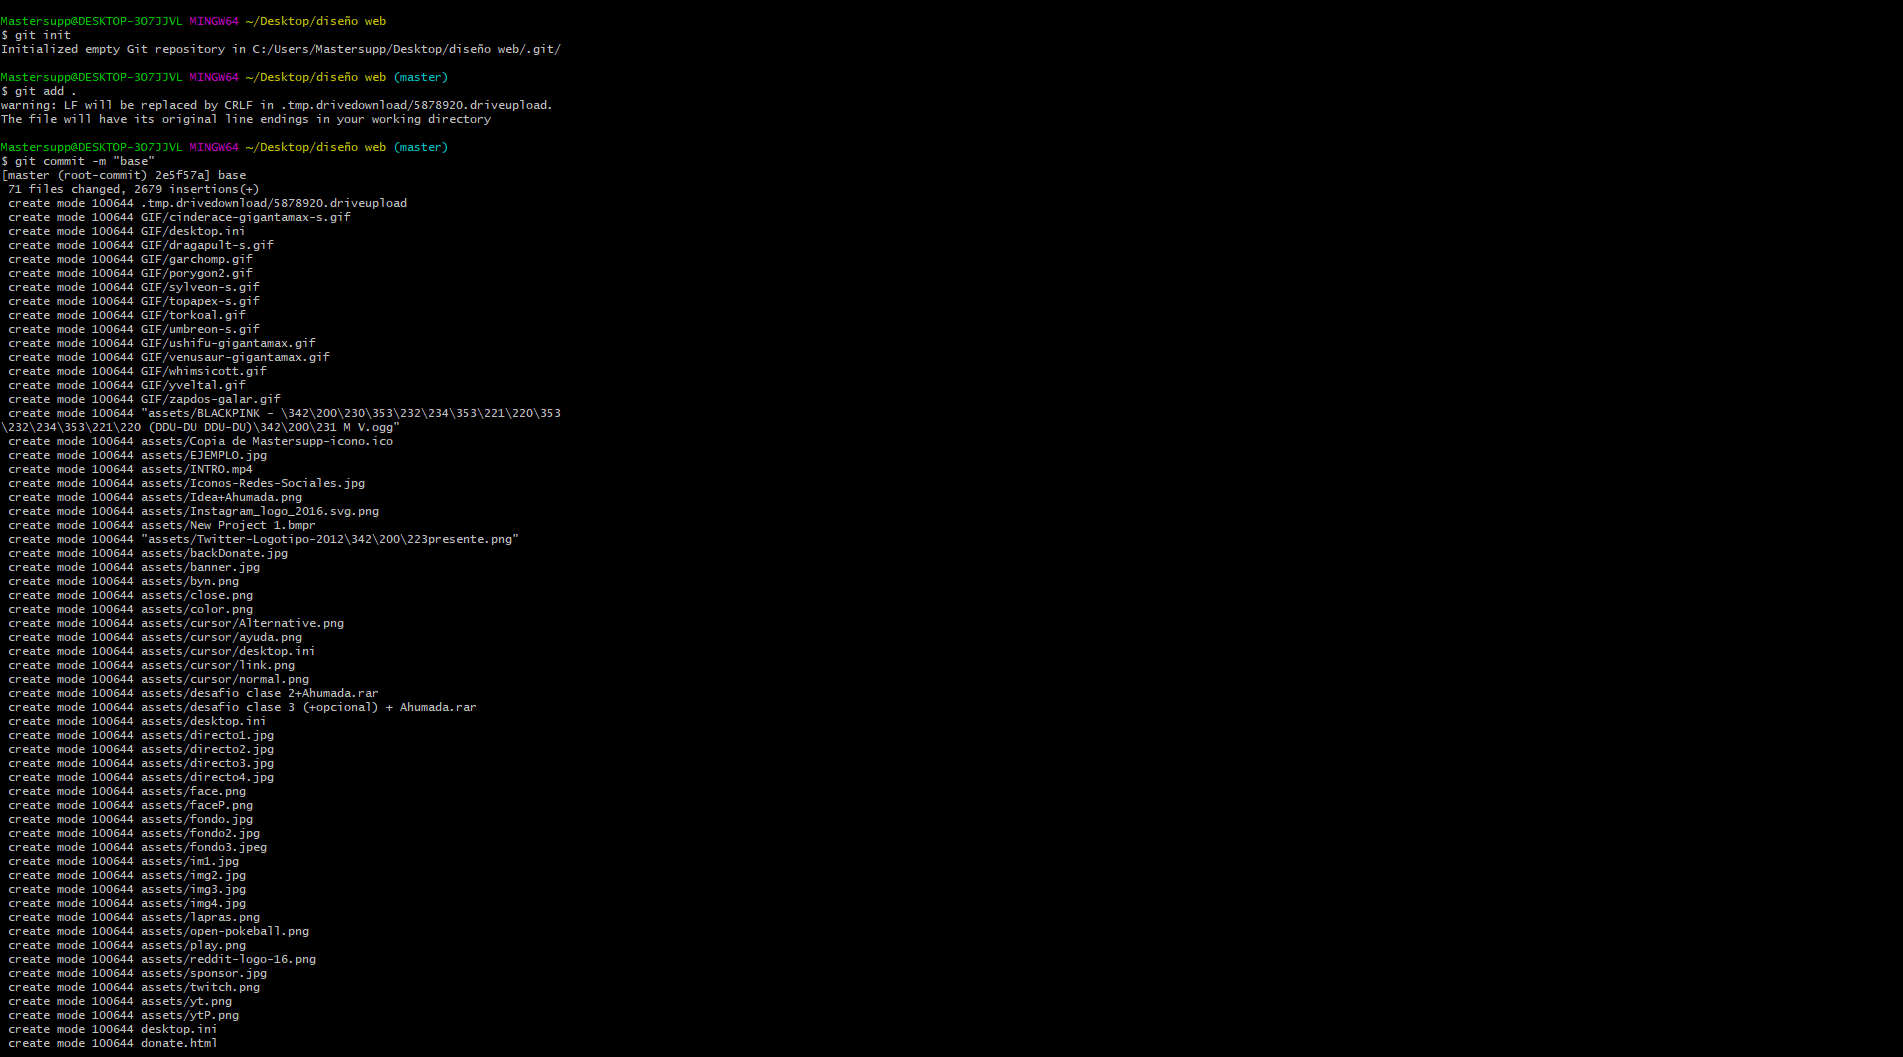 Mastersupp@DESKTOP-3O7JJVL MINGW64 ~/Desktop/diseño web
$ git init
Initialized empty Git repository in C:/Users/Mastersupp/Desktop/diseño web/.git/
Mastersupp@DESKTOP-3O7JJVL MINGW64 ~/Desktop/diseño web (master)
$ git add .
warning: LF will be replaced by CRLF in .tmp.drivedownload/5878920.driveupload.
The file will have its original line endings in your working directory
Mastersupp@DESKTOP-3O7JJVL MINGW64 ~/Desktop/diseño web (master)
$ git commit -m "base"
[master (root-commit) 2e5f57a] base
 71 files changed, 2679 insertions(+)
 create mode 100644 .tmp.drivedownload/5878920.driveupload
 create mode 100644 GIF/cinderace-gigantamax-s.gif
 create mode 100644 GIF/desktop.ini
 create mode 100644 GIF/dragapult-s.gif
 create mode 100644 GIF/garchomp.gif
 create mode 100644 GIF/porygon2.gif
 create mode 100644 GIF/sylveon-s.gif
 create mode 100644 GIF/topapex-s.gif
 create mode 100644 GIF/torkoal.gif
 create mode 100644 GIF/umbreon-s.gif
 create mode 100644 GIF/ushifu-gigantamax.gif
 create mode 100644 GIF/venusaur-gigantamax.gif
 create mode 100644 GIF/whimsicott.gif
 create mode 100644 GIF/yveltal.gif
 create mode 100644 GIF/zapdos-galar.gif
 create mode 100644 "assets/BLACKPINK - \342\200\230\353\232\234\353\221\220\353
\232\234\353\221\220 (DDU-DU DDU-DU)\342\200\231 M V.ogg"
 create mode 100644 assets/Copia de Mastersupp-icono.ico
 create mode 100644 assets/EJEMPLO.jpg
 create mode 100644 assets/INTRO.mp4
 create mode 100644 assets/Iconos-Redes-Sociales.jpg
 create mode 100644 assets/Idea+Ahumada.png
 create mode 100644 assets/Instagram_logo_2016.svg.png
 create mode 100644 assets/New Project 1.bmpr
 create mode 100644 "assets/Twitter-Logotipo-2012\342\200\223presente.png"
 create mode 100644 assets/backDonate.jpg
 create mode 100644 assets/banner.jpg
 create mode 100644 assets/byn.png
 create mode 100644 assets/close.png
 create mode 100644 assets/color.png
 create mode 100644 assets/cursor/Alternative.png
 create mode 100644 assets/cursor/ayuda.png
 create mode 100644 assets/cursor/desktop.ini
 create mode 100644 assets/cursor/link.png
 create mode 100644 assets/cursor/normal.png
 create mode 100644 assets/desafio clase 2+Ahumada.rar
 create mode 100644 assets/desafio clase 3 (+opcional) + Ahumada.rar
 create mode 100644 assets/desktop.ini
 create mode 100644 assets/directo1.jpg
 create mode 100644 assets/directo2.jpg
 create mode 100644 assets/directo3.jpg
 create mode 100644 assets/directo4.jpg
 create mode 100644 assets/face.png
 create mode 100644 assets/faceP.png
 create mode 100644 assets/fondo.jpg
 create mode 100644 assets/fondo2.jpg
 create mode 100644 assets/fondo3.jpeg
 create mode 100644 assets/im1.jpg
 create mode 100644 assets/img2.jpg
 create mode 100644 assets/img3.jpg
 create mode 100644 assets/img4.jpg
 create mode 100644 assets/lapras.png
 create mode 100644 assets/open-pokeball.png
 create mode 100644 assets/play.png
 create mode 100644 assets/reddit-logo-16.png
 create mode 100644 assets/sponsor.jpg
 create mode 100644 assets/twitch.png
 create mode 100644 assets/yt.png
 create mode 100644 assets/ytP.png
 create mode 100644 desktop.ini
 create mode 100644 donate.html